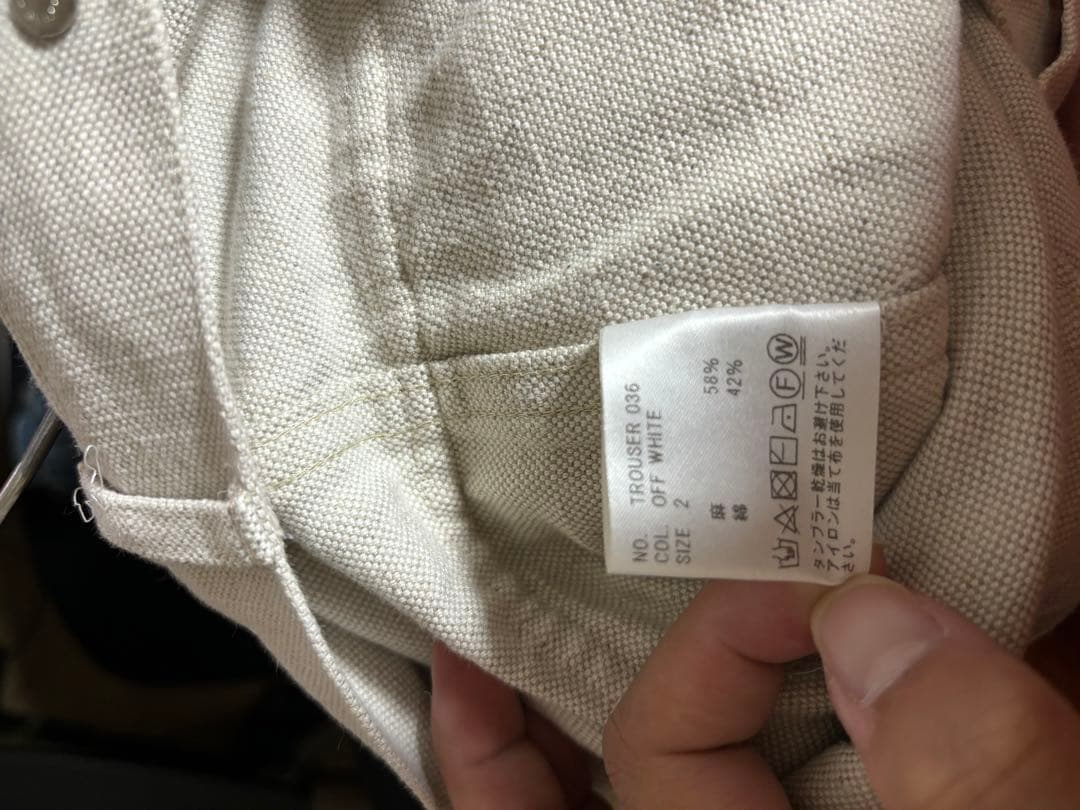 NO. TROUSER 036
COL. OFF WHITE
SIZE 2
麻 58%
綿 42%
F W
タンブラー乾燥はお避け下さい。
アイロンは当て布を使用してくだ
さい。